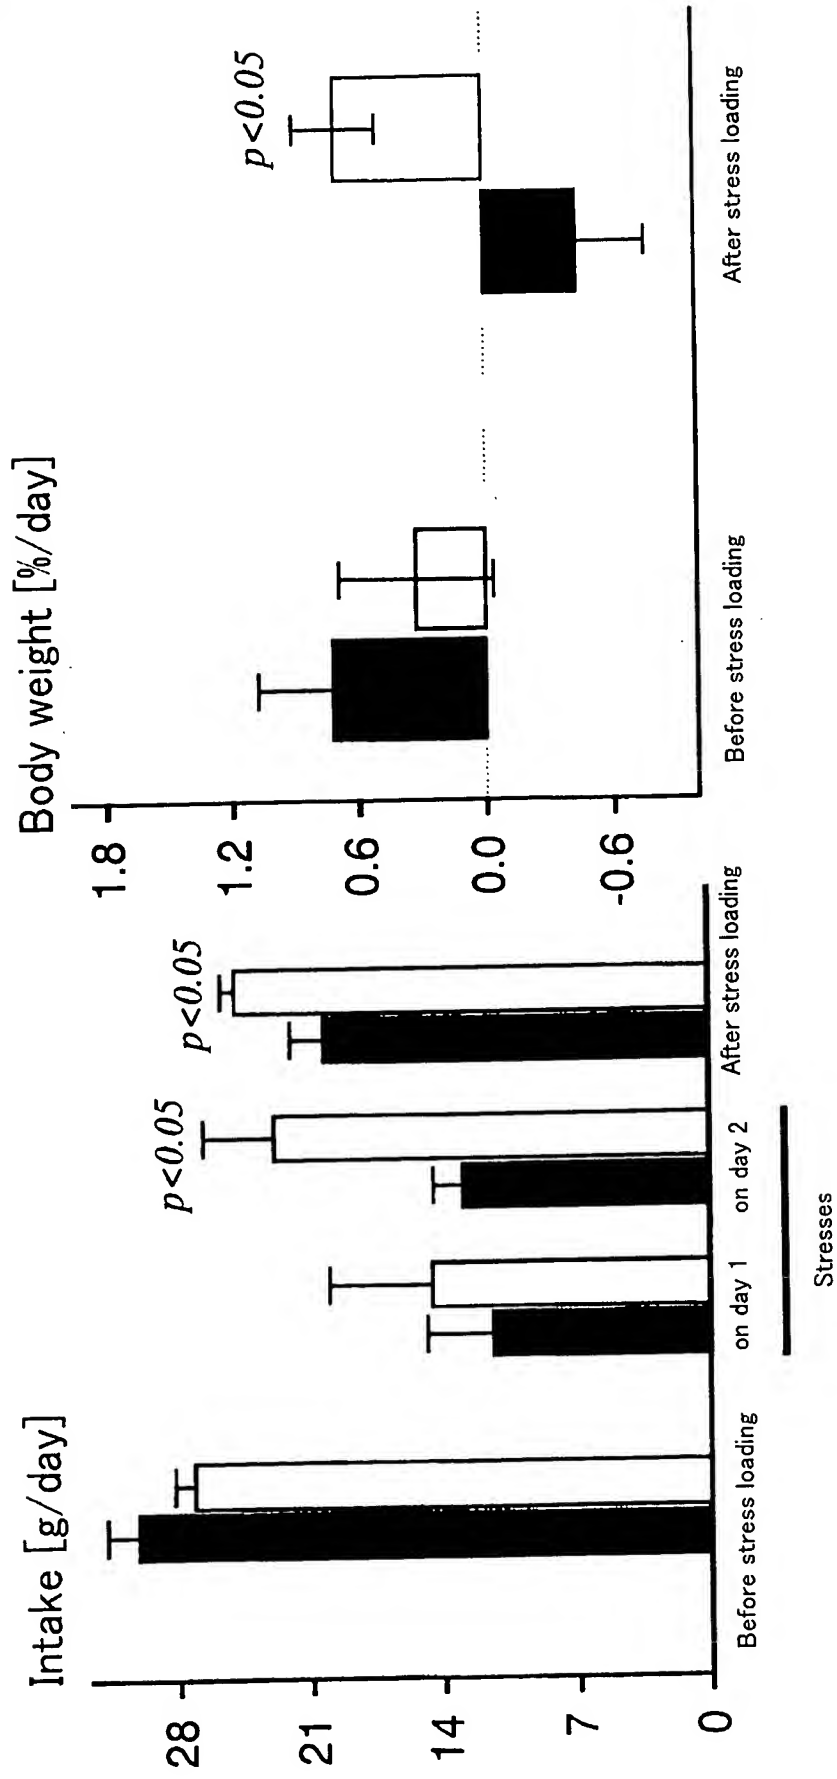 Intake [g/day]
28
21
14
7
0
p<0.05
p<0.05
Before stress loading
on day 1
on day 2
After stress loading
Stresses
Body weight [%/day]
1.8
1.2
0.6
0.0
-0.6
p<0.05
Before stress loading
After stress loading